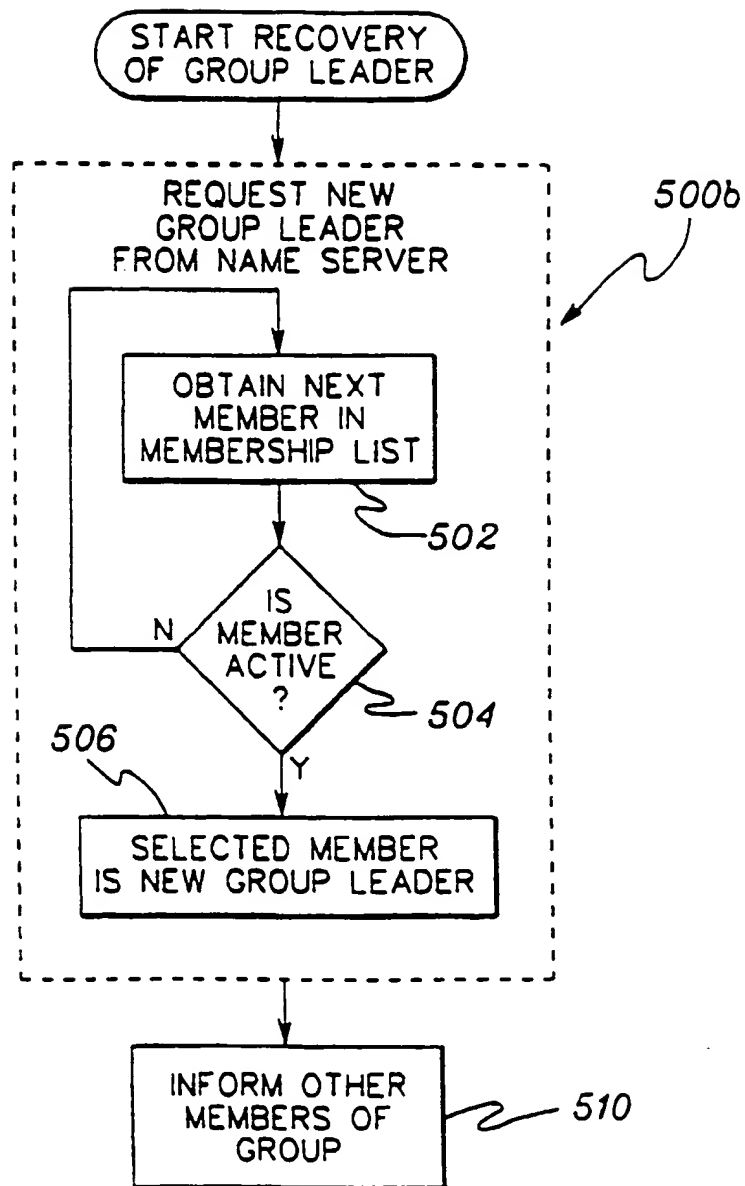 START RECOVERY
OF GROUP LEADER
REQUEST NEW
GROUP LEADER
FROM NAME SERVER
500b
OBTAIN NEXT
MEMBER IN
MEMBERSHIP LIST
502
IS
MEMBER
ACTIVE
?
N
504
Y
506
SELECTED MEMBER
IS NEW GROUP LEADER
INFORM OTHER
MEMBERS OF
GROUP
510